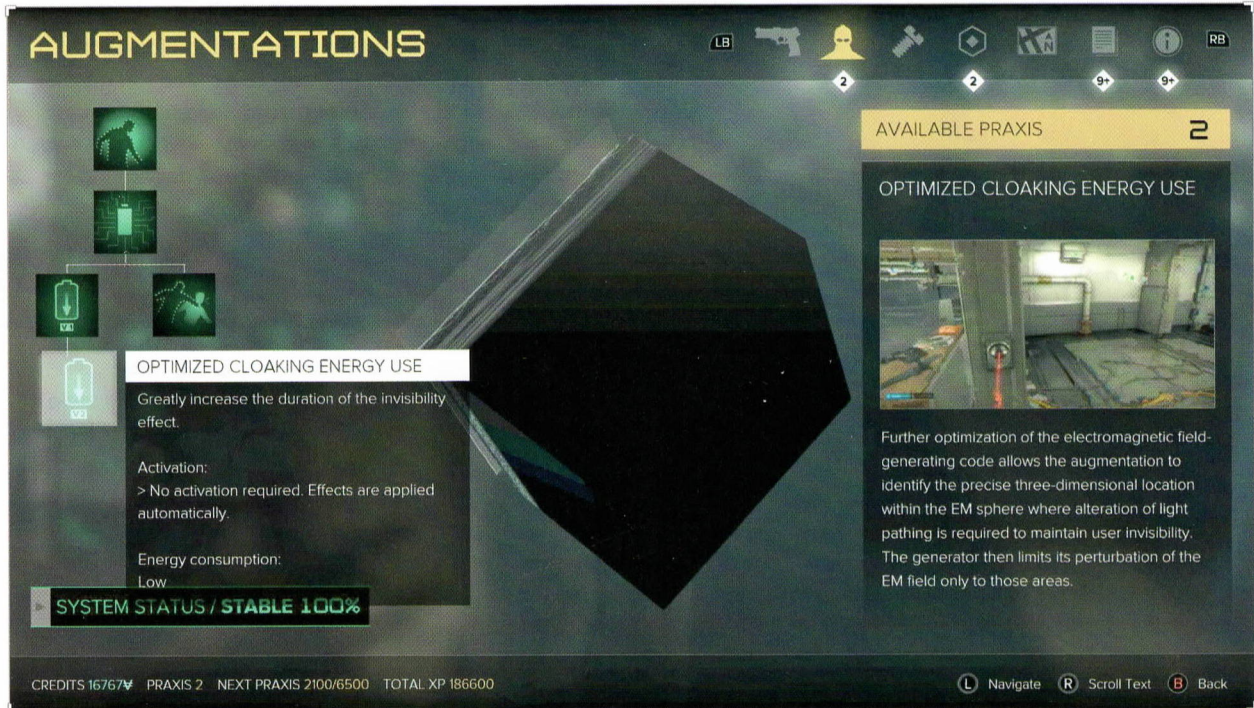 AUGMENTATIONS
LB
RB
2
2
9+
9+
AVAILABLE PRAXIS 2
OPTIMIZED CLOAKING ENERGY USE
V1
V2
OPTIMIZED CLOAKING ENERGY USE
Greatly increase the duration of the invisibility
effect.
Activation:
> No activation required. Effects are applied
automatically.
Energy consumption:
Low
Further optimization of the electromagnetic field-
generating code allows the augmentation to
identify the precise three-dimensional location
within the EM sphere where alteration of light
pathing is required to maintain user invisibility.
The generator then limits its perturbation of the
EM field only to those areas.
SYSTEM STATUS / STABLE 100%
CREDITS 16767 PRAXIS 2 NEXT PRAXIS 2100/6500 TOTAL XP 186600
L Navigate R Scroll Text B Back